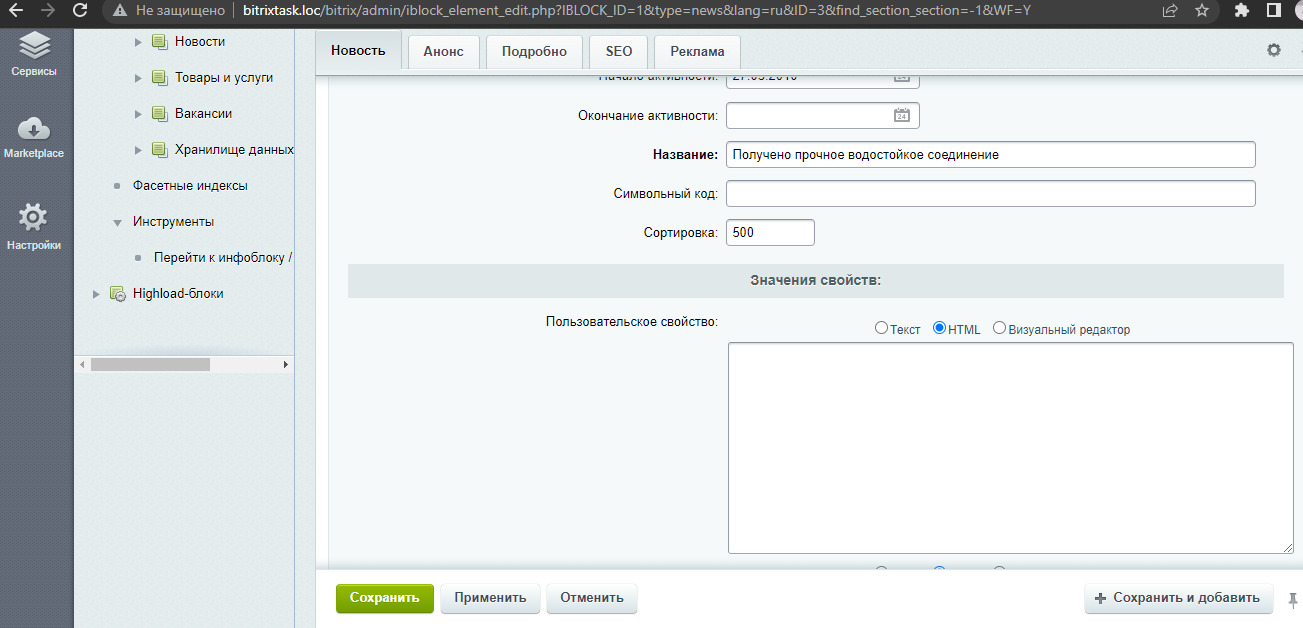 Не защищено bitrixtask.loc/bitrix/admin/iblock_element_edit.php?IBLOCK_ID=1&type=news&lang=ru&ID=3&find_section_section=-1&WF=Y
Сервисы
Marketplace
Настройки
Новости
Товары и услуги
Вакансии
Хранилище данных
Фасетные индексы
Инструменты
Перейти к инфоблоку /
Highload-блоки
Новость Анонс Подробно SEO Реклама
Начало активности:
Окончание активности: 24
Название: Получено прочное водостойкое соединение
Символьный код:
Сортировка: 500
Значения свойств:
Пользовательское свойство: Текст HTML Визуальный редактор
Сохранить Применить Отменить + Сохранить и добавить